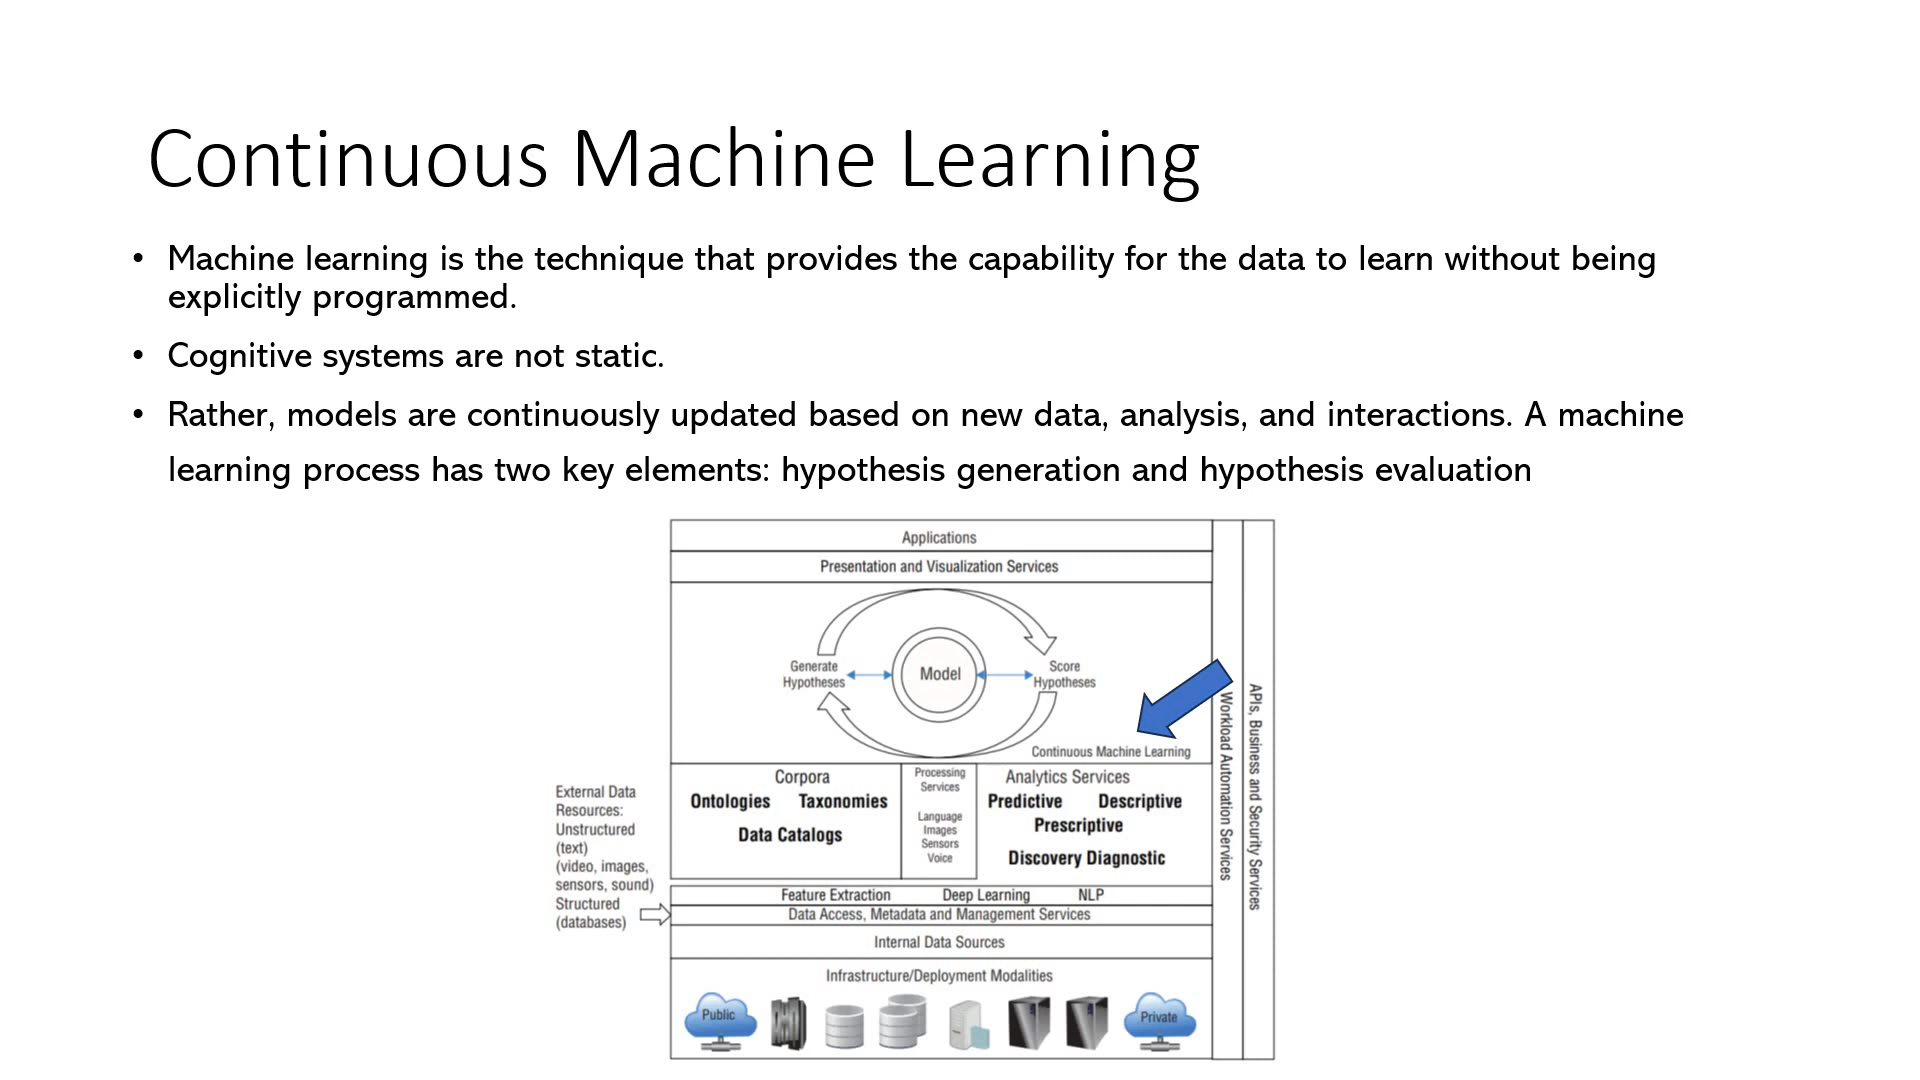 Continuous Machine Learning
• Machine learning is the technique that provides the capability for the data to learn without being
explicitly programmed.
• Cognitive systems are not static.
• Rather, models are continuously updated based on new data, analysis, and interactions. A machine
learning process has two key elements: hypothesis generation and hypothesis evaluation
Applications
Presentation and Visualization Services
Generate
Hypotheses
Model
Score
Hypotheses
Continuous Machine Learning
Corpora
Ontologies Taxonomies
Data Catalogs
Processing
Services
Language
Images
Sensors
Voice
Analytics Services
Predictive Descriptive
Prescriptive
Discovery Diagnostic
Workload Automation Services
APIs, Business and Security Services
External Data
Resources:
Unstructured
(text)
(video, images,
sensors, sound)
Structured
(databases)
Feature Extraction Deep Learning NLP
Data Access, Metadata and Management Services
Internal Data Sources
Infrastructure/Deployment Modalities
Public
Private